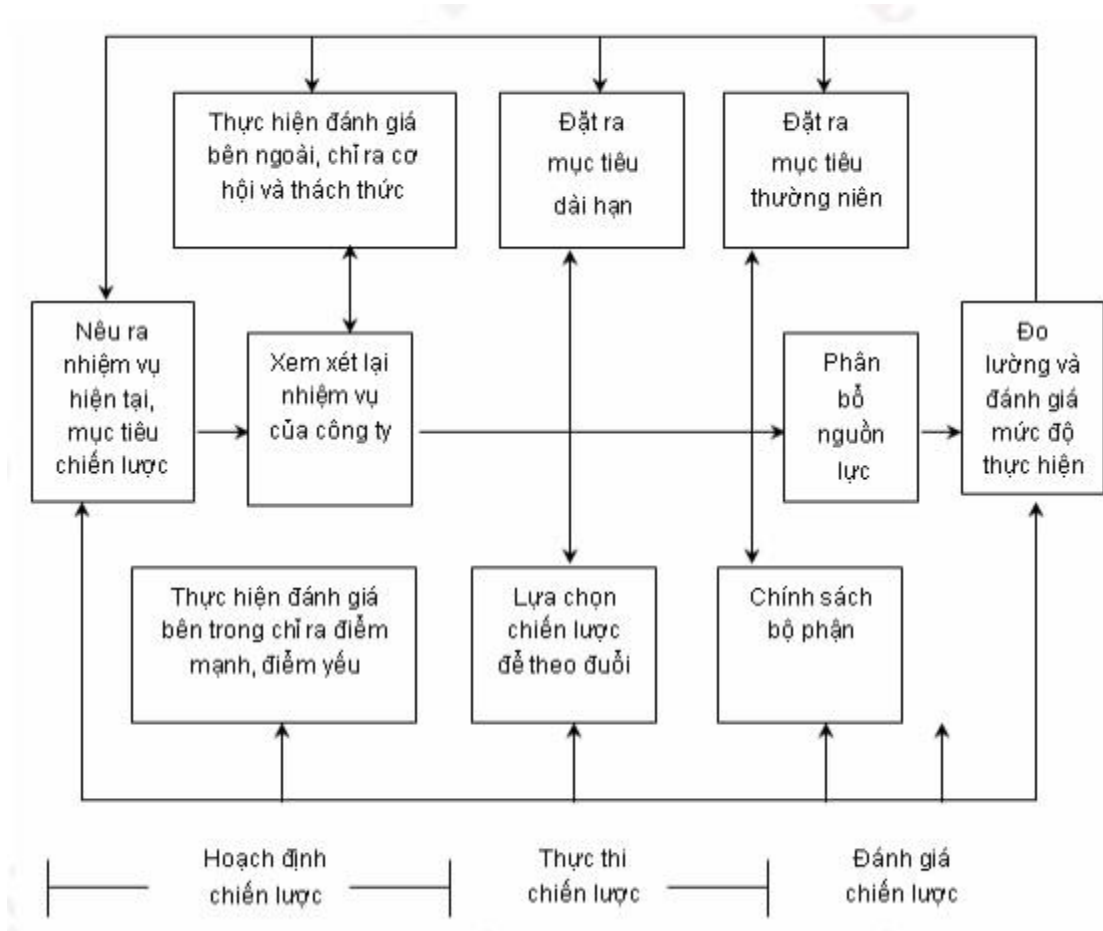 Thực hiện đánh giá
bên ngoài, chỉ ra cơ
hội và thách thức
Đặt ra
mục tiêu
dài hạn
Đặt ra
mục tiêu
thường niên
Nêu ra
nhiệm vụ
hiện tại,
mục tiêu
chiến lược
Xem xét lại
nhiệm vụ
của công ty
Phân
bổ
nguồn
lực
Đo
lường và
đánh giá
mức độ
thực hiện
Thực hiện đánh giá
bên trong chỉ ra điểm
mạnh, điểm yếu
Lựa chọn
chiến lược
để theo đuổi
Chính sách
bộ phận
Hoạch định
chiến lược
Thực thi
chiến lược
Đánh giá
chiến lược